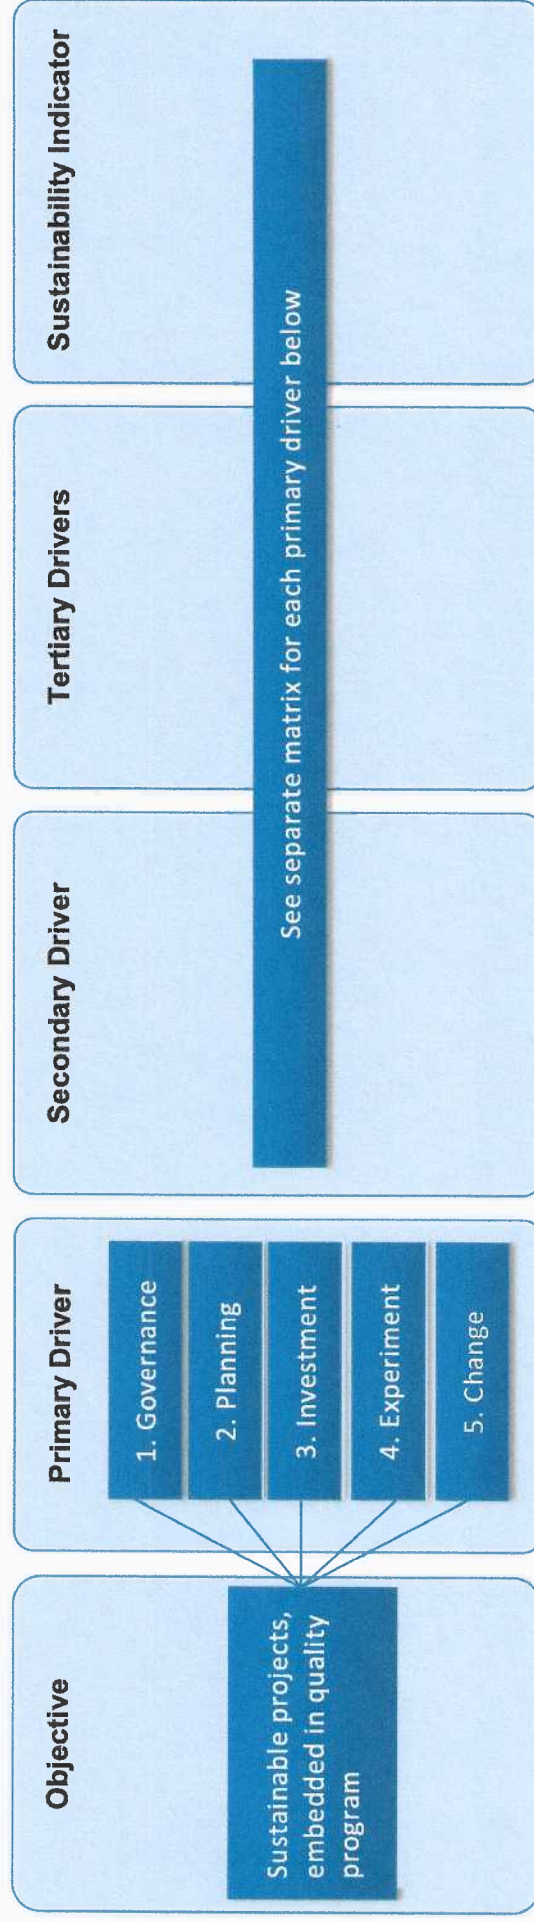 Objective
Sustainable projects,
embedded in quality
program
Primary Driver
1. Governance
2. Planning
3. Investment
4. Experiment
5. Change
Secondary Driver
Tertiary Drivers
Sustainability Indicator
See separate matrix for each primary driver below